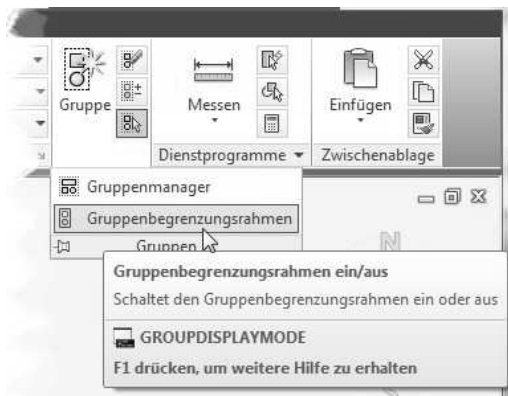 Gruppe
Messen
Einfügen
Dienstprogramme
Zwischenablage
Gruppenmanager
Gruppenbegrenzungsrahmen
Gruppen
N
Gruppenbegrenzungsrahmen ein/aus
Schaltet den Gruppenbegrenzungsrahmen ein oder aus
GROUPDISPLAYMODE
F1 drücken, um weitere Hilfe zu erhalten